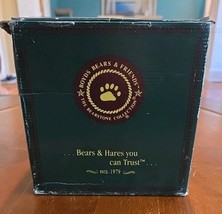 BOYDS BEARS & FRIENDS
THE BEARSTONE COLLECTION
. . . Bears & Hares you
can Trust™ . . .
EST. 1979